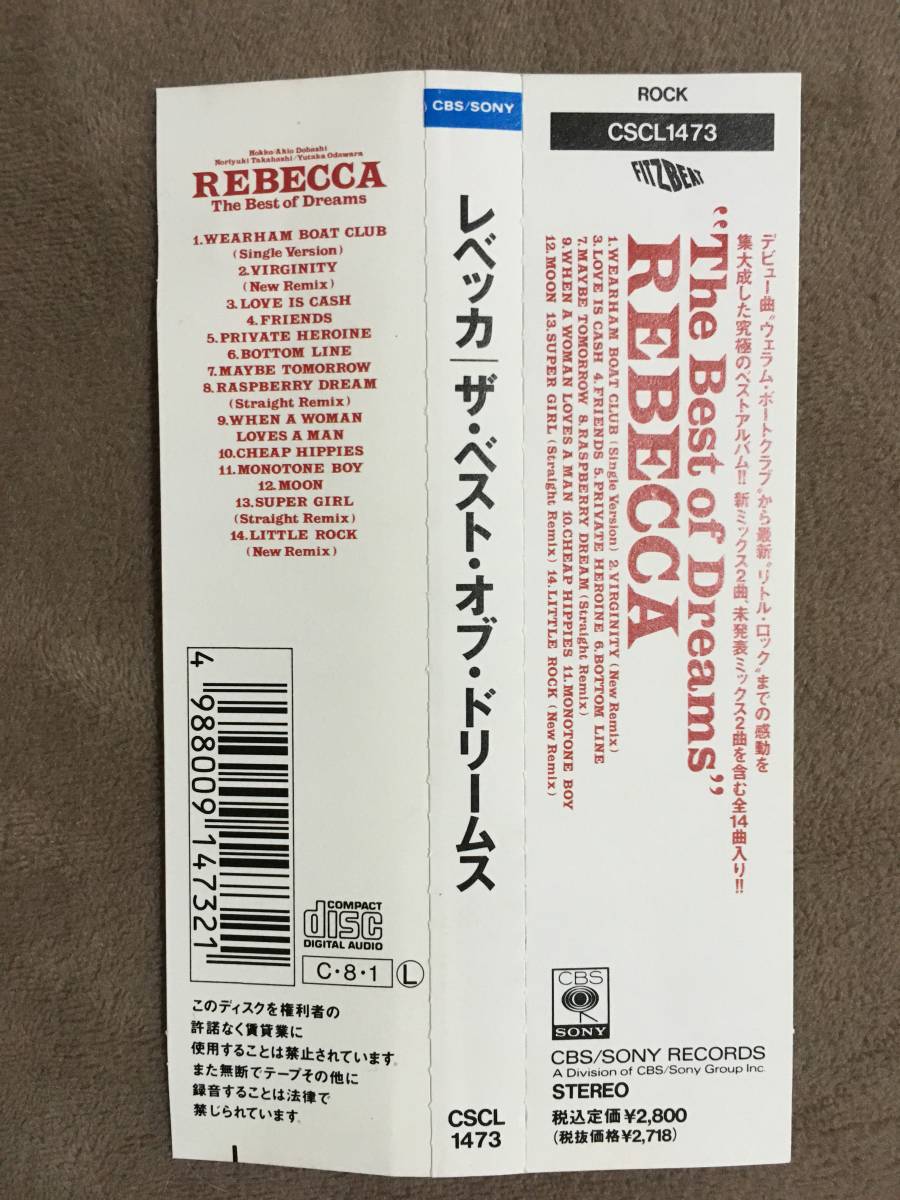 Nokko/Akio Dobashi
Noriyuki Takahashi/Yutaka Odawara
REBECCA
The Best of Dreams
1.WEARHAM BOAT CLUB
(Single Version)
2.VIRGINITY
(New Remix)
3.LOVE IS CASH
4.FRIENDS
5.PRIVATE HEROINE
6.BOTTOM LINE
7.MAYBE TOMORROW
8.RASPBERRY DREAM
(Straight Remix)
9.WHEN A WOMAN
LOVES A MAN
10.CHEAP HIPPIES
11.MONOTONE BOY
12.MOON
13.SUPER GIRL
(Straight Remix)
14.LITTLE ROCK
(New Remix)
4 988009 147321
COMPACT
disc
DIGITAL AUDIO
C・8・1 L
このディスクを権利者の
許諾なく賃貸業に
使用することは禁止されています。
また無断でテープその他に
録音することは法律で
禁じられています。
CBS/SONY
レベッカ|ザ・ベスト・オブ・ドリームス
CSCL
1473
ROCK
CSCL1473
FITZBEAT
デビュー曲“ウェラム・ボートクラブ”から最新“リトル・ロック”までの感動を
集大成した究極のベストアルバム!! 新ミックス2曲、未発表ミックス2曲を含む全14曲入り!!
“The Best of Dreams”
REBECCA
1.WEARHAM BOAT CLUB (Single Version) 2.VIRGINITY (New Remix)
3.LOVE IS CASH 4.FRIENDS 5.PRIVATE HEROINE 6.BOTTOM LINE
7.MAYBE TOMORROW 8.RASPBERRY DREAM (Straight Remix)
9.WHEN A WOMAN LOVES A MAN 10.CHEAP HIPPIES 11.MONOTONE BOY
12.MOON 13.SUPER GIRL (Straight Remix) 14.LITTLE ROCK (New Remix)
CBS
SONY
CBS/SONY RECORDS
A Division of CBS/Sony Group Inc.
STEREO
税込定価¥2,800
(税抜価格¥2,718)